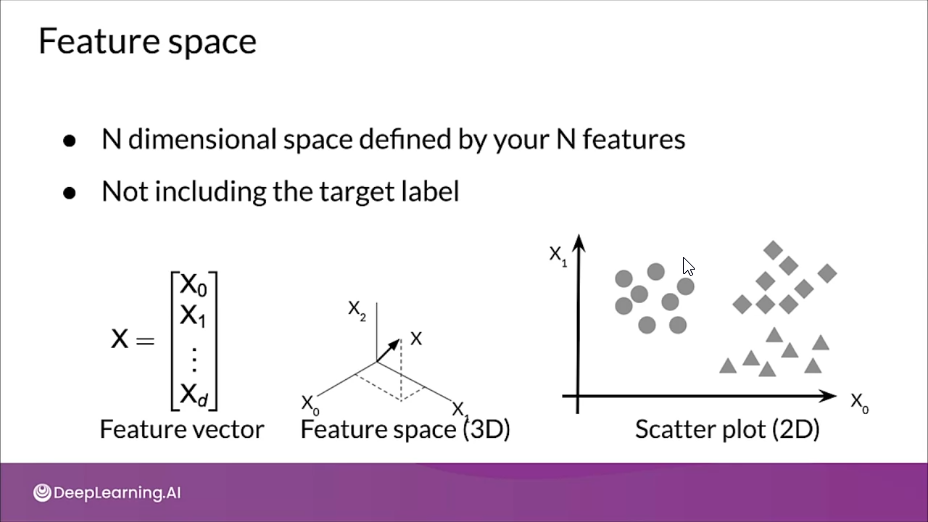 Feature space
● N dimensional space defined by your N features
● Not including the target label
X = [X₀
X₁
⋮
X_d]
Feature vector
X₂
X
X₀
X₁
Feature space (3D)
X₁
X₀
Scatter plot (2D)
DeepLearning.AI